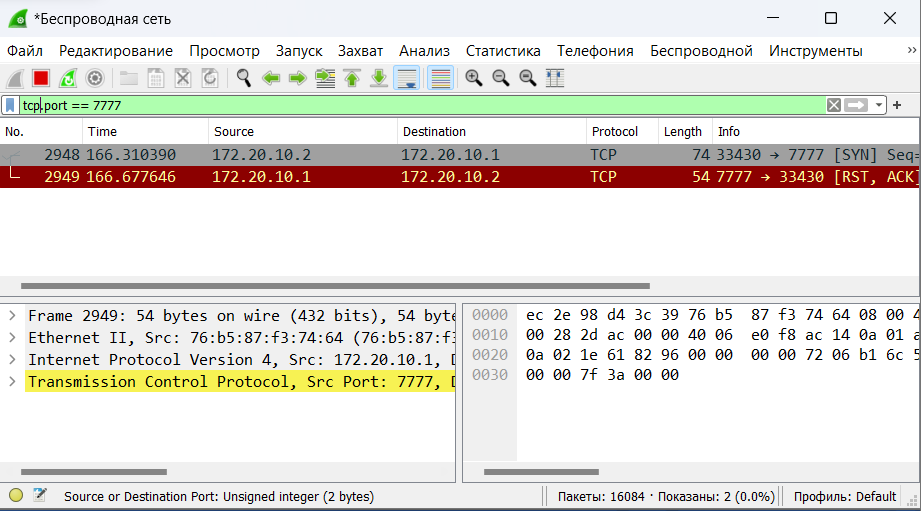 *Беспроводная сеть
Файл Редактирование Просмотр Запуск Захват Анализ Статистика Телефония Беспроводной Инструменты »
tcp.port == 7777
No. Time Source Destination Protocol Length Info
2948 166.310390 172.20.10.2 172.20.10.1 TCP 74 33430 → 7777 [SYN] Seq=
2949 166.677646 172.20.10.1 172.20.10.2 TCP 54 7777 → 33430 [RST, ACK]
Frame 2949: 54 bytes on wire (432 bits), 54 byte
Ethernet II, Src: 76:b5:87:f3:74:64 (76:b5:87:f3:
Internet Protocol Version 4, Src: 172.20.10.1, D
Transmission Control Protocol, Src Port: 7777, D
0000 ec 2e 98 d4 3c 39 76 b5 87 f3 74 64 08 00 4
0010 00 28 2d ac 00 00 40 06 e0 f8 ac 14 0a 01 a
0020 0a 02 1e 61 82 96 00 00 00 00 72 06 b1 6c 5
0030 00 00 7f 3a 00 00
Source or Destination Port: Unsigned integer (2 bytes)
Пакеты: 16084 · Показаны: 2 (0.0%)
Профиль: Default